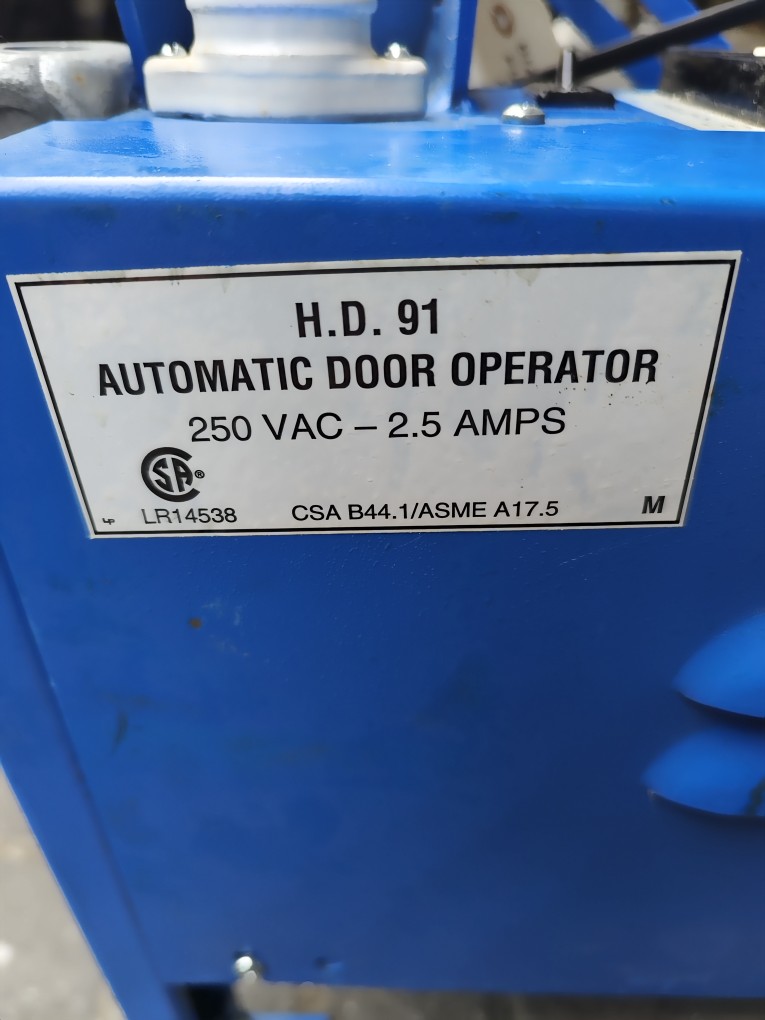 H.D. 91
AUTOMATIC DOOR OPERATOR
250 VAC – 2.5 AMPS
CSA®
LR14538 CSA B44.1/ASME A17.5 M